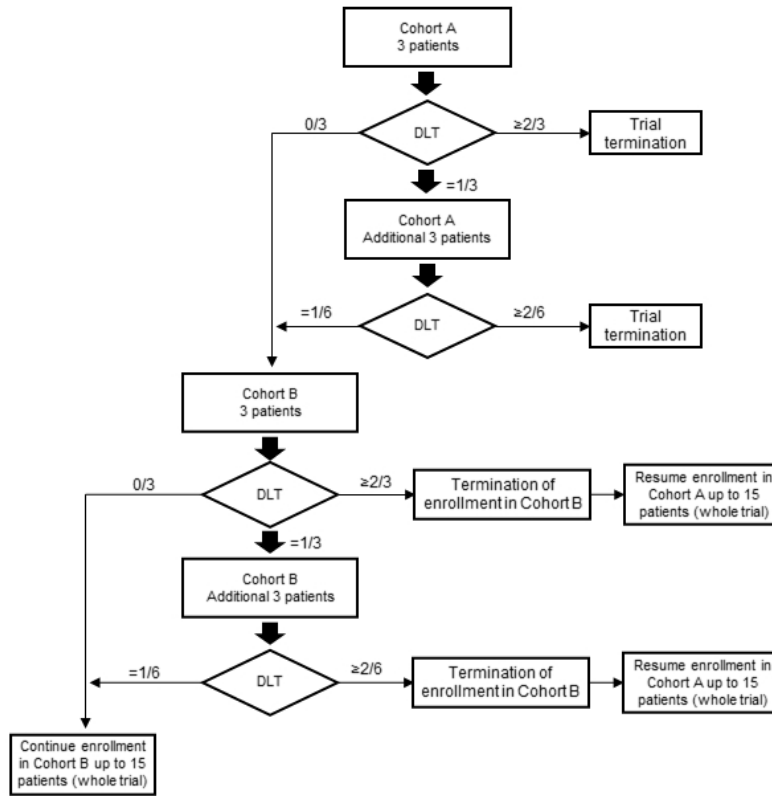 Cohort A
3 patients
0/3
DLT
≥2/3
Trial
termination
=1/3
Cohort A
Additional 3 patients
=1/6
DLT
≥2/6
Trial
termination
Cohort B
3 patients
0/3
DLT
≥2/3
Termination of
enrollment in Cohort B
Resume enrollment in
Cohort A up to 15
patients (whole trial)
=1/3
Cohort B
Additional 3 patients
=1/6
DLT
≥2/6
Termination of
enrollment in Cohort B
Resume enrollment in
Cohort A up to 15
patients (whole trial)
Continue enrollment
in Cohort B up to 15
patients (whole trial)